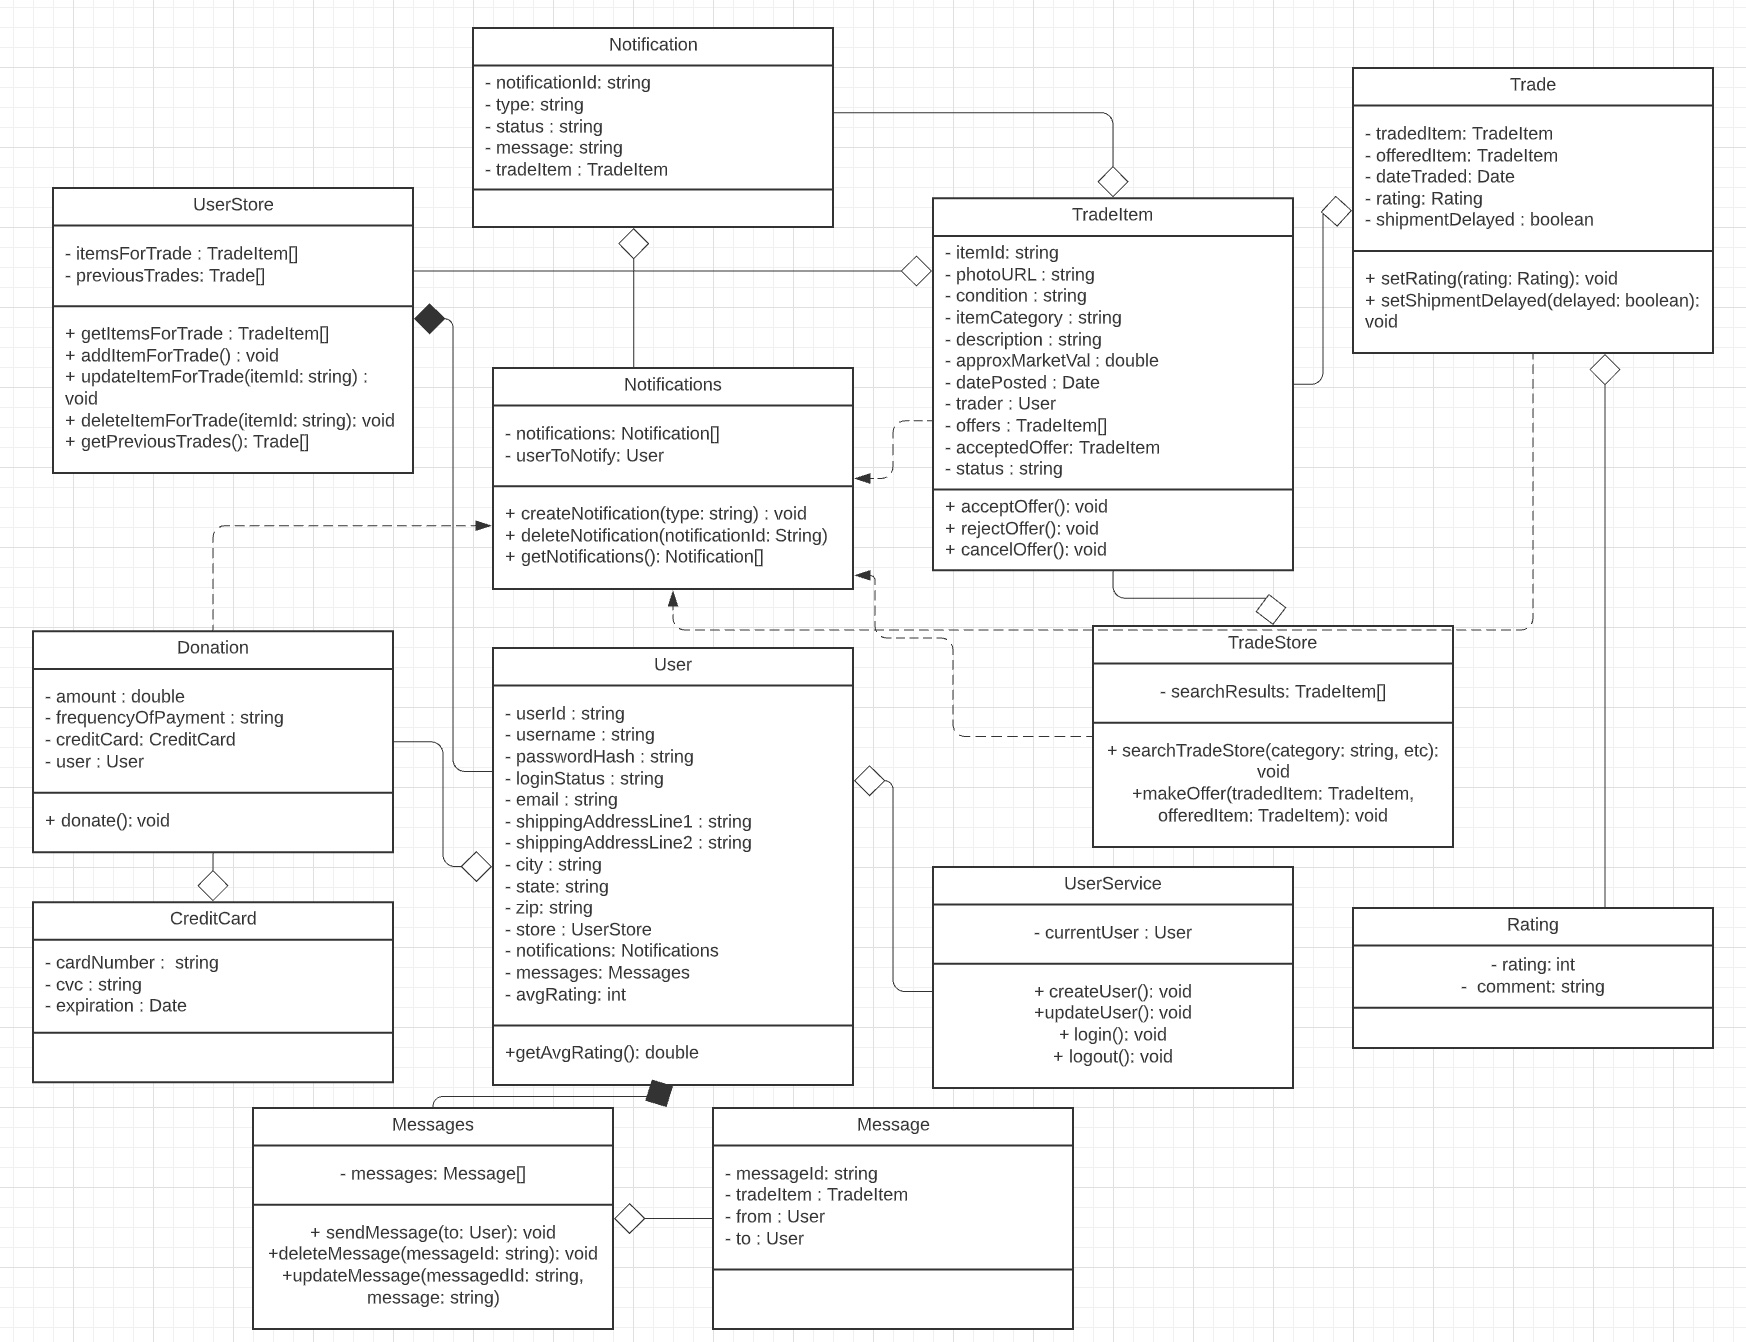 Notification
- notificationId: string
- type: string
- status : string
- message: string
- tradeItem : TradeItem
Trade
- tradedItem: TradeItem
- offeredItem: TradeItem
- dateTraded: Date
- rating: Rating
- shipmentDelayed : boolean
+ setRating(rating: Rating): void
+ setShipmentDelayed(delayed: boolean):
void
UserStore
- itemsForTrade : TradeItem[]
- previousTrades: Trade[]
+ getItemsForTrade : TradeItem[]
+ addItemForTrade() : void
+ updateItemForTrade(itemId: string) :
void
+ deleteItemForTrade(itemId: string): void
+ getPreviousTrades(): Trade[]
TradeItem
- itemId: string
- photoURL : string
- condition : string
- itemCategory : string
- description : string
- approxMarketVal : double
- datePosted : Date
- trader : User
- offers : TradeItem[]
- acceptedOffer: TradeItem
- status : string
+ acceptOffer(): void
+ rejectOffer(): void
+ cancelOffer(): void
Notifications
- notifications: Notification[]
- userToNotify: User
+ createNotification(type: string) : void
+ deleteNotification(notificationId: String)
+ getNotifications(): Notification[]
Donation
- amount : double
- frequencyOfPayment : string
- creditCard: CreditCard
- user : User
+ donate(): void
User
- userId : string
- username : string
- passwordHash : string
- loginStatus : string
- email : string
- shippingAddressLine1 : string
- shippingAddressLine2 : string
- city : string
- state: string
- zip: string
- store : UserStore
- notifications: Notifications
- messages: Messages
- avgRating: int
+getAvgRating(): double
TradeStore
- searchResults: TradeItem[]
+ searchTradeStore(category: string, etc):
void
+makeOffer(tradedItem: TradeItem,
offeredItem: TradeItem): void
CreditCard
- cardNumber :  string
- cvc : string
- expiration : Date
UserService
- currentUser : User
+ createUser(): void
+updateUser(): void
+ login(): void
+ logout(): void
Rating
- rating: int
-  comment: string
Messages
- messages: Message[]
+ sendMessage(to: User): void
+deleteMessage(messageId: string): void
+updateMessage(messagedId: string,
message: string)
Message
- messageId: string
- tradeItem : TradeItem
- from : User
- to : User